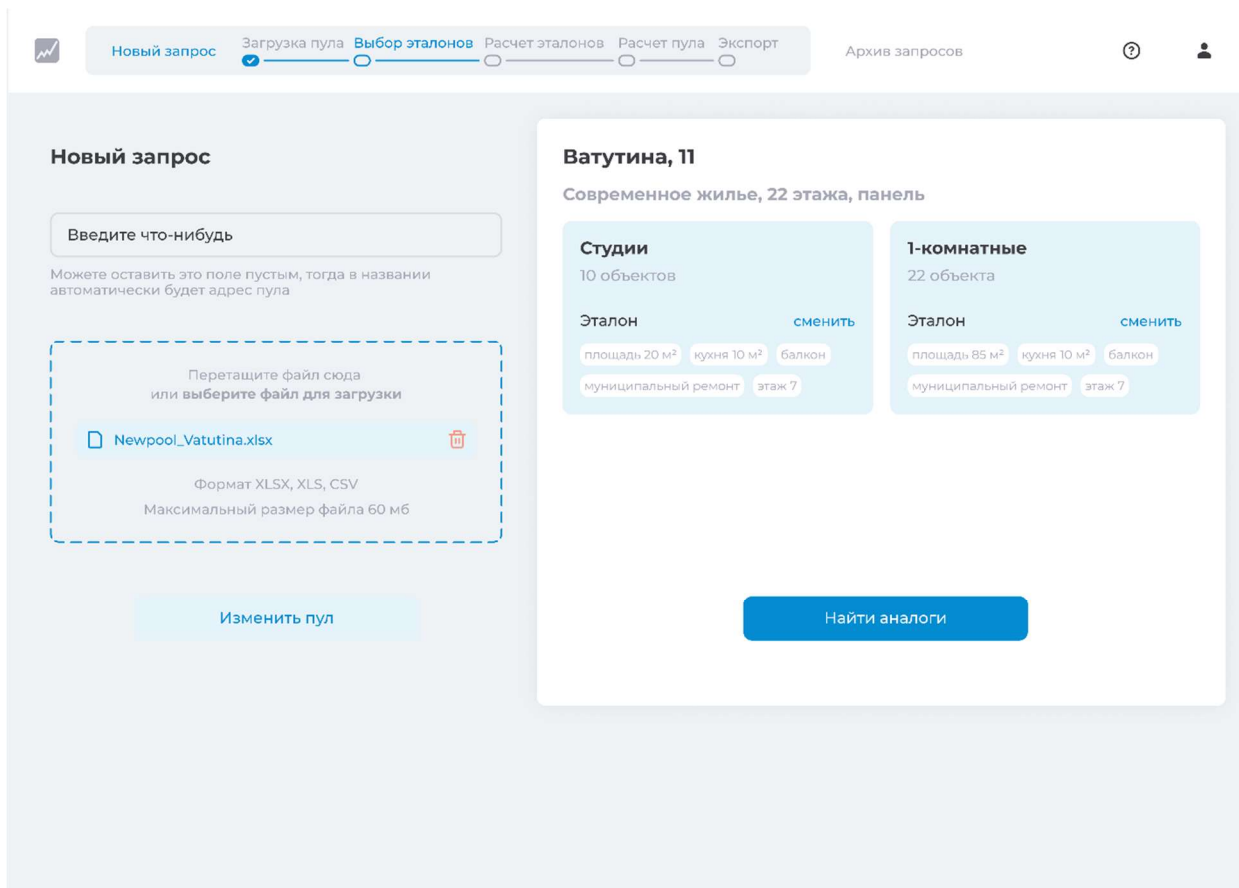 Новый запрос
Загрузка пула Выбор эталонов Расчет эталонов Расчет пула Экспорт
Архив запросов
Новый запрос
Введите что-нибудь
Можете оставить это поле пустым, тогда в названии
автоматически будет адрес пула
Перетащите файл сюда
или выберите файл для загрузки
Newpool_Vatutina.xlsx
Формат XLSX, XLS, CSV
Максимальный размер файла 60 мб
Изменить пул
Ватутина, 11
Современное жилье, 22 этажа, панель
Студии
10 объектов
Эталон сменить
площадь 20 м² кухня 10 м² балкон
муниципальный ремонт этаж 7
1-комнатные
22 объекта
Эталон сменить
площадь 85 м² кухня 10 м² балкон
муниципальный ремонт этаж 7
Найти аналоги